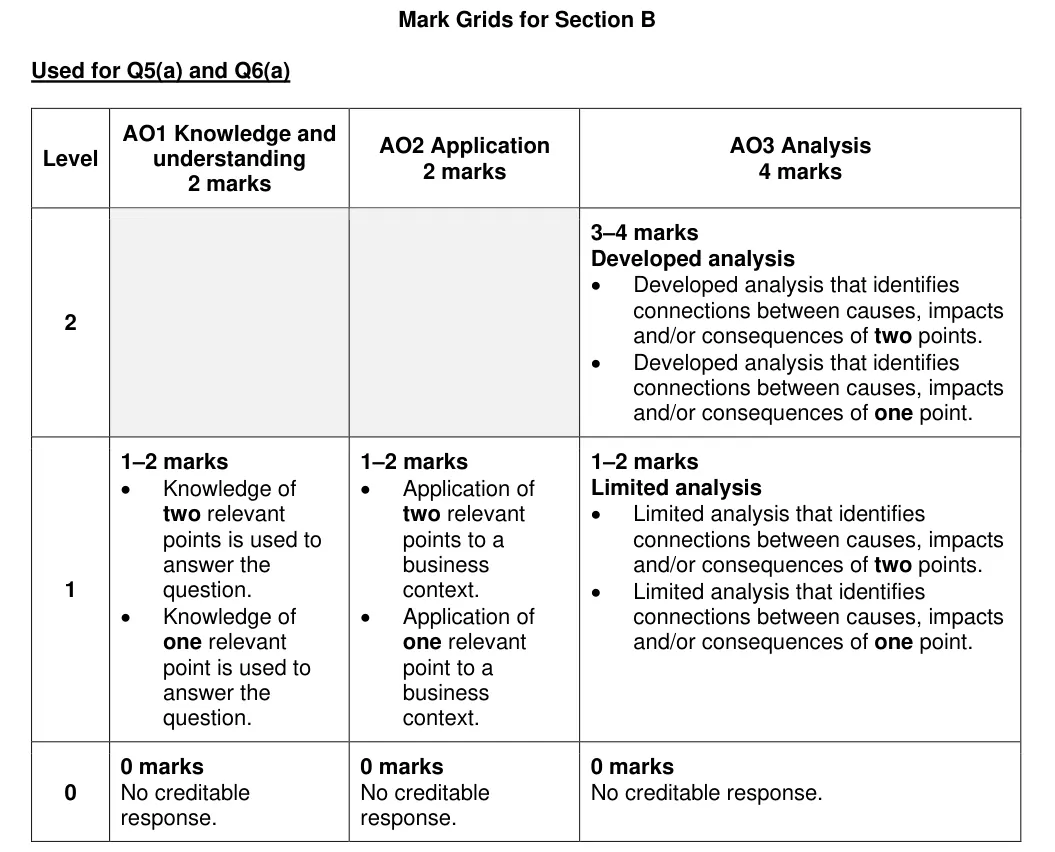 Mark Grids for Section B
Used for Q5(a) and Q6(a)
Level
AO1 Knowledge and
understanding
2 marks
AO2 Application
2 marks
AO3 Analysis
4 marks
2
3–4 marks
Developed analysis
• Developed analysis that identifies
connections between causes, impacts
and/or consequences of two points.
• Developed analysis that identifies
connections between causes, impacts
and/or consequences of one point.
1
1–2 marks
• Knowledge of
two relevant
points is used to
answer the
question.
• Knowledge of
one relevant
point is used to
answer the
question.
1–2 marks
• Application of
two relevant
points to a
business
context.
• Application of
one relevant
point to a
business
context.
1–2 marks
Limited analysis
• Limited analysis that identifies
connections between causes, impacts
and/or consequences of two points.
• Limited analysis that identifies
connections between causes, impacts
and/or consequences of one point.
0
0 marks
No creditable
response.
0 marks
No creditable
response.
0 marks
No creditable response.